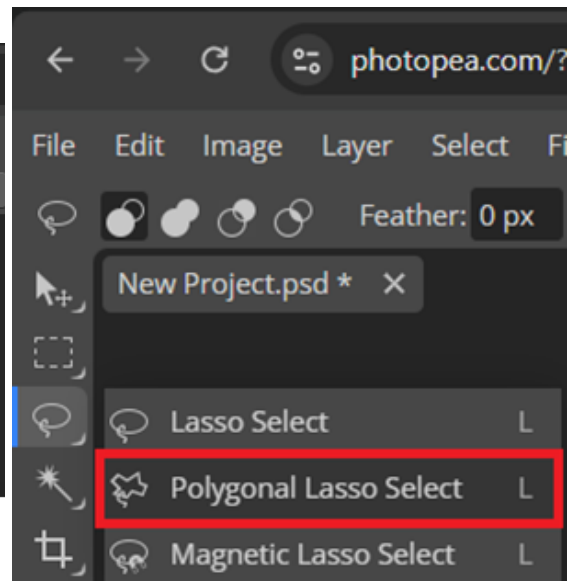 photopea.com/?
File Edit Image Layer Select Fi
Feather: 0 px
New Project.psd *
Lasso Select L
Polygonal Lasso Select L
Magnetic Lasso Select L